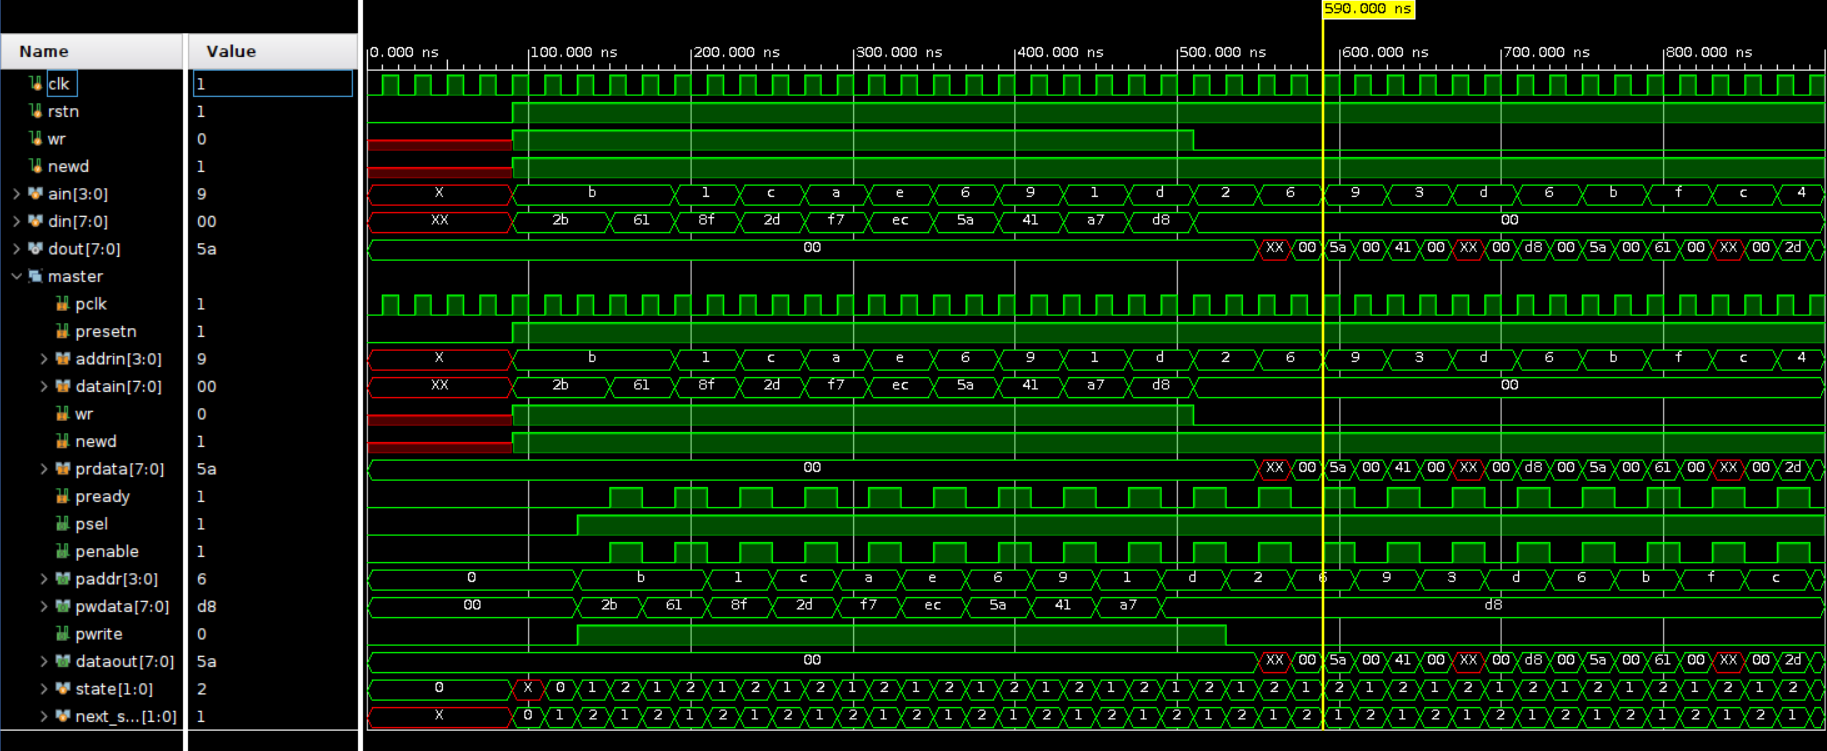 590.000 ns
Name Value 0.000 ns 100.000 ns 200.000 ns 300.000 ns 400.000 ns 500.000 ns 600.000 ns 700.000 ns 800.000 ns
clk 1
rstn 1
wr 0
newd 1
ain[3:0] 9 X b 1 c a e 6 9 1 d 2 6 9 3 d 6 b f c 4
din[7:0] 00 XX 2b 61 8f 2d f7 ec 5a 41 a7 d8 00
dout[7:0] 5a 00 XX 00 5a 00 41 00 XX 00 d8 00 5a 00 61 00 XX 00 2d
master
pclk 1
presetn 1
addrin[3:0] 9 X b 1 c a e 6 9 1 d 2 6 9 3 d 6 b f c 4
datain[7:0] 00 XX 2b 61 8f 2d f7 ec 5a 41 a7 d8 00
wr 0
newd 1
prdata[7:0] 5a 00 XX 00 5a 00 41 00 XX 00 d8 00 5a 00 61 00 XX 00 2d
pready 1
psel 1
penable 1
paddr[3:0] 6 0 b 1 c a e 6 9 1 d 2 6 9 3 d 6 b f c
pwdata[7:0] d8 00 2b 61 8f 2d f7 ec 5a 41 a7 d8
pwrite 0
dataout[7:0] 5a 00 XX 00 5a 00 41 00 XX 00 d8 00 5a 00 61 00 XX 00 2d
state[1:0] 2 0 X 0 1 2 1 2 1 2 1 2 1 2 1 2 1 2 1 2 1 2 1 2 1 2 1 2 1 2 1 2 1 2 1 2 1 2 1 2 1 2
next_s...[1:0] 1 X 0 1 2 1 2 1 2 1 2 1 2 1 2 1 2 1 2 1 2 1 2 1 2 1 2 1 2 1 2 1 2 1 2 1 2 1 2 1 2 1